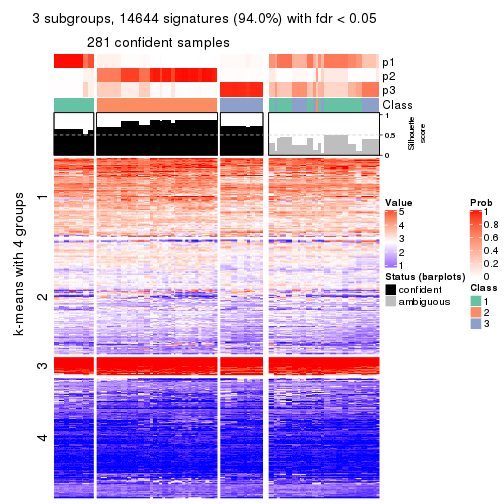 3 subgroups, 14644 signatures (94.0%) with fdr < 0.05
281 confident samples
p1
p2
p3
Class
1
0.5
0
Silhouette
score
k-means with 4 groups
1
2
3
4
Value
5
4
3
2
1
Status (barplots)
confident
ambiguous
Prob
1
0.8
0.6
0.4
0.2
0
Class
1
2
3